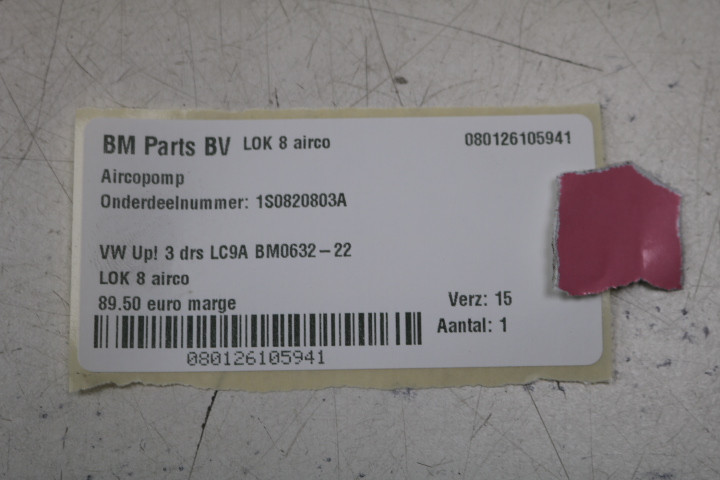 BM Parts BV LOK 8 airco 080126105941
Aircopomp
Onderdeelnummer: 1S0820803A
VW Up! 3 drs LC9A BM0632-22
LOK 8 airco
89.50 euro marge Verz: 15
Aantal: 1
080126105941